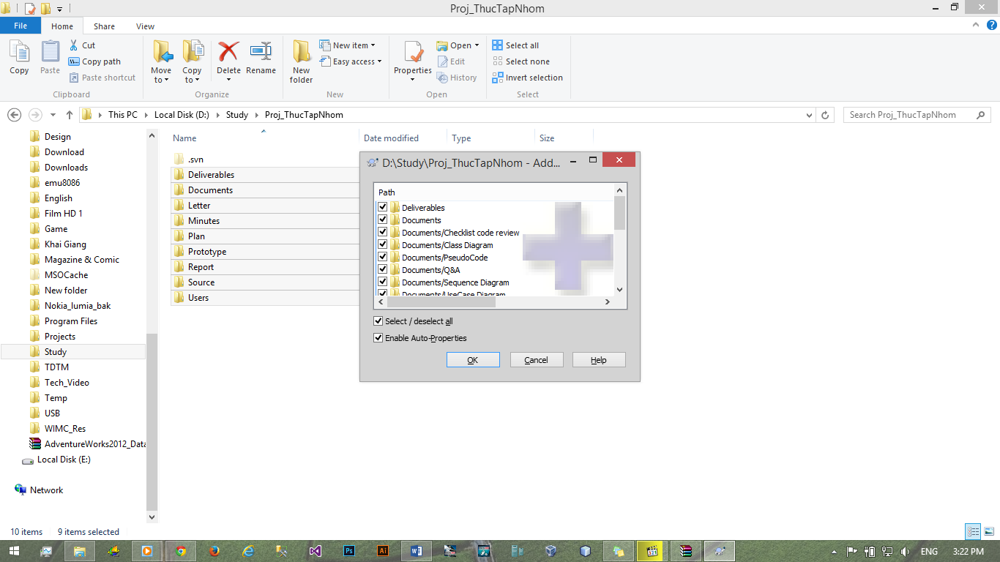 Proj_ThucTapNhom
File Home Share View
Copy Paste Cut Copy path Paste shortcut
Move to Copy to Delete Rename
New folder New item Easy access
Properties Open Edit History
Select all Select none Invert selection
Clipboard Organize New Open Select
This PC Local Disk (D:) Study Proj_ThucTapNhom Search Proj_ThucTapNhom
Design
Download
Downloads
emu8086
English
Film HD 1
Game
Khai Giang
Magazine & Comic
MSOCache
New folder
Nokia_lumia_bak
Program Files
Projects
Study
TDTM
Tech_Video
Temp
USB
WIMC_Res
AdventureWorks2012_Data
Local Disk (E:)
Network
Name Date modified Type Size
.svn
Deliverables
Documents
Letter
Minutes
Plan
Prototype
Report
Source
Users
D:\Study\Proj_ThucTapNhom - Add...
Path
Deliverables
Documents
Documents/Checklist code review
Documents/Class Diagram
Documents/PseudoCode
Documents/Q&A
Documents/Sequence Diagram
Documents/UseCase Diagram
Select / deselect all
Enable Auto-Properties
OK Cancel Help
10 items 9 items selected
ENG 3:22 PM